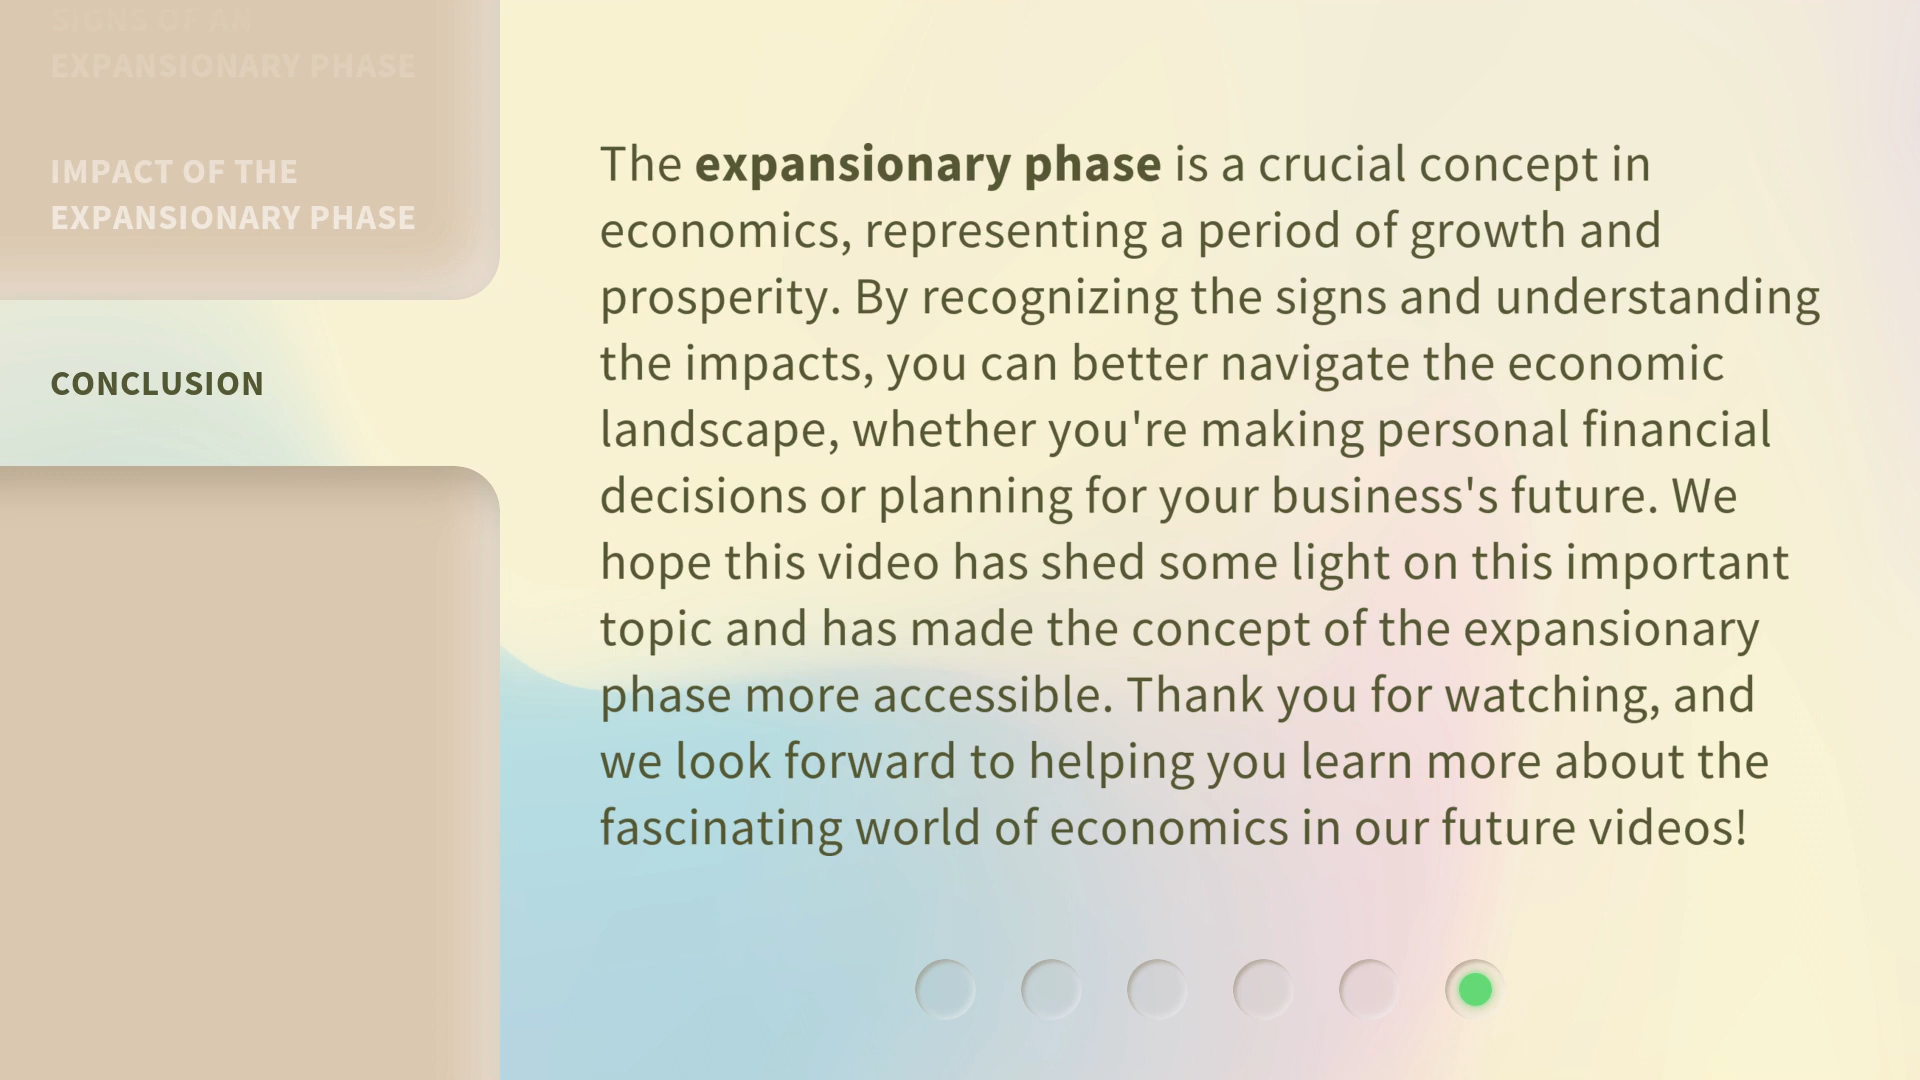 SIGNS OF AN
EXPANSIONARY PHASE
IMPACT OF THE
EXPANSIONARY PHASE
CONCLUSION
The expansionary phase is a crucial concept in
economics, representing a period of growth and
prosperity. By recognizing the signs and understanding
the impacts, you can better navigate the economic
landscape, whether you're making personal financial
decisions or planning for your business's future. We
hope this video has shed some light on this important
topic and has made the concept of the expansionary
phase more accessible. Thank you for watching, and
we look forward to helping you learn more about the
fascinating world of economics in our future videos!